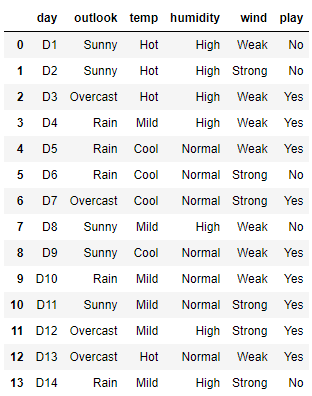 day outlook temp humidity wind play
0 D1 Sunny Hot High Weak No
1 D2 Sunny Hot High Strong No
2 D3 Overcast Hot High Weak Yes
3 D4 Rain Mild High Weak Yes
4 D5 Rain Cool Normal Weak Yes
5 D6 Rain Cool Normal Strong No
6 D7 Overcast Cool Normal Strong Yes
7 D8 Sunny Mild High Weak No
8 D9 Sunny Cool Normal Weak Yes
9 D10 Rain Mild Normal Weak Yes
10 D11 Sunny Mild Normal Strong Yes
11 D12 Overcast Mild High Strong Yes
12 D13 Overcast Hot Normal Weak Yes
13 D14 Rain Mild High Strong No